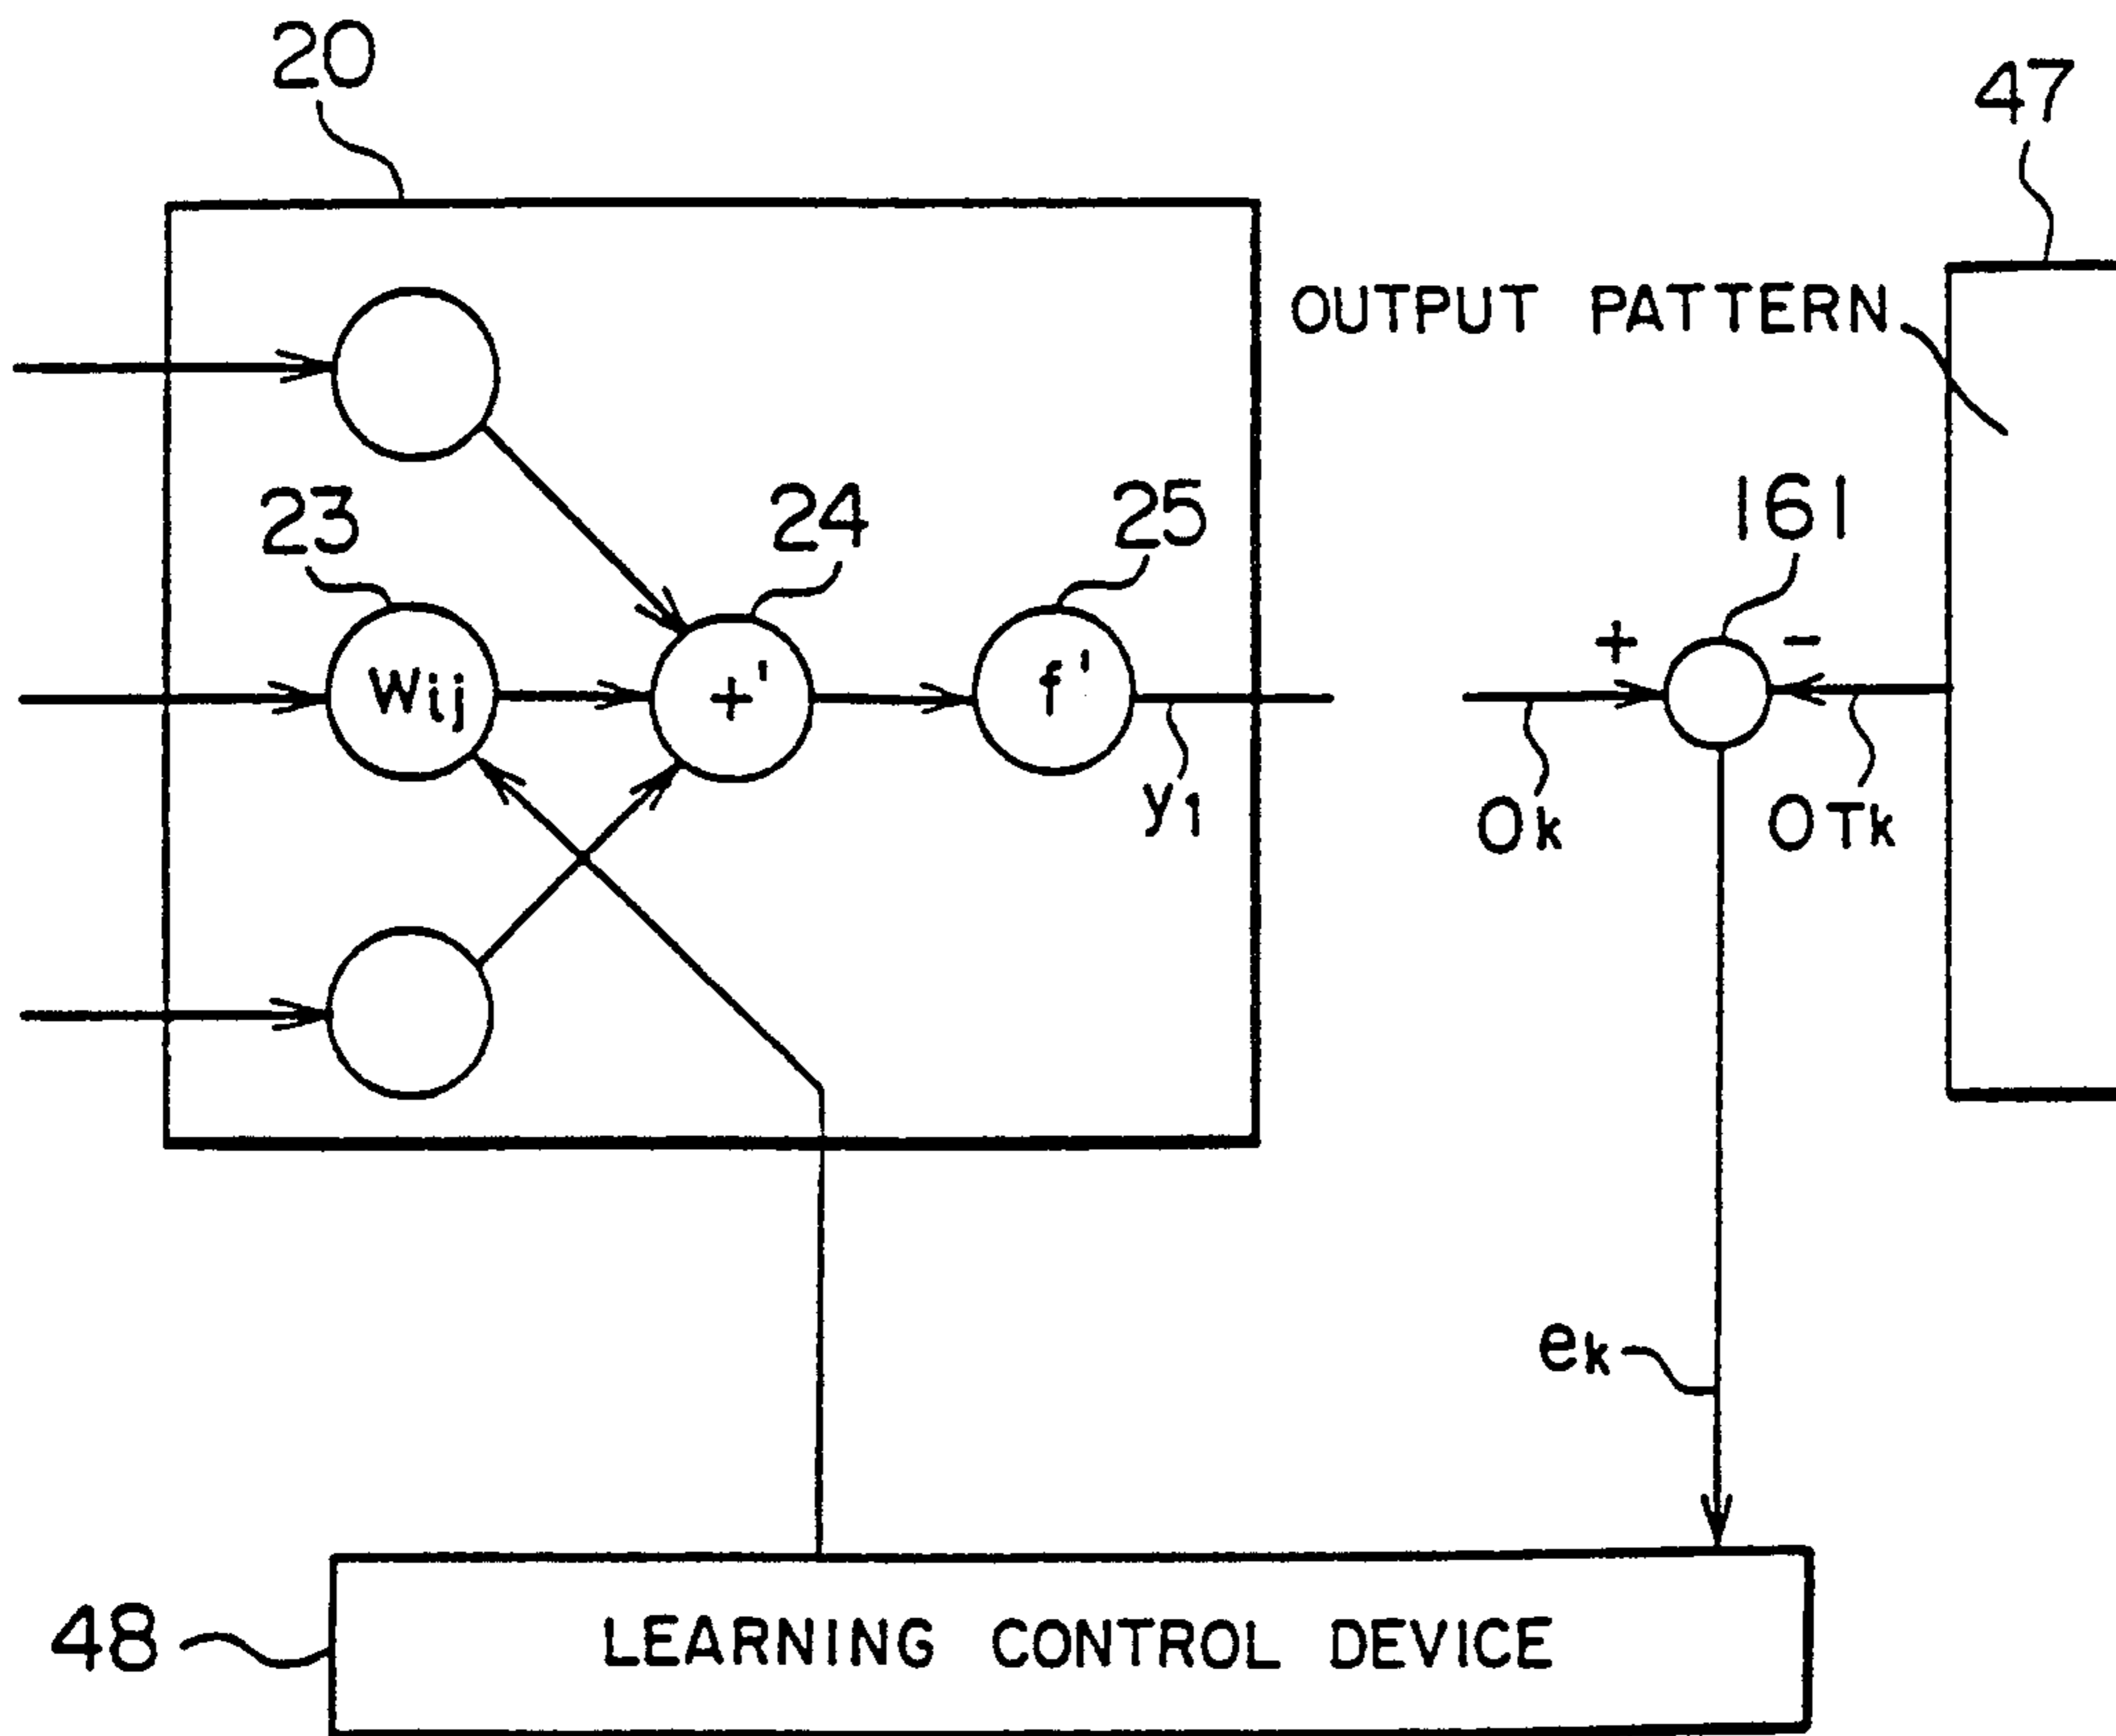 20
47
OUTPUT PATTERN
23
24
25
161
+
−
Wij
+'
f'
y1
Ok
OTk
ek
48
LEARNING CONTROL DEVICE